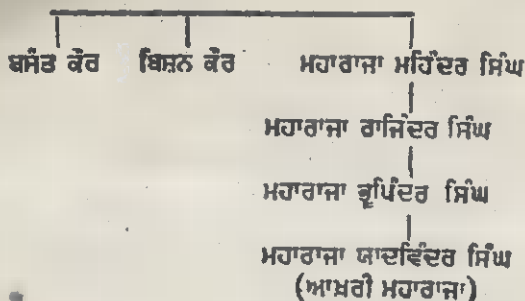 ਬਸੰਤ ਕੌਰ ਬਿਸ਼ਨ ਕੌਰ ਮਹਾਰਾਜਾ ਮਹਿੰਦਰ ਸਿੰਘ
ਮਹਾਰਾਜਾ ਰਾਜਿੰਦਰ ਸਿੰਘ
ਮਹਾਰਾਜਾ ਭੂਪਿੰਦਰ ਸਿੰਘ
ਮਹਾਰਾਜਾ ਯਾਦਵਿੰਦਰ ਸਿੰਘ
(ਆਖ਼ਰੀ ਮਹਾਰਾਜਾ)